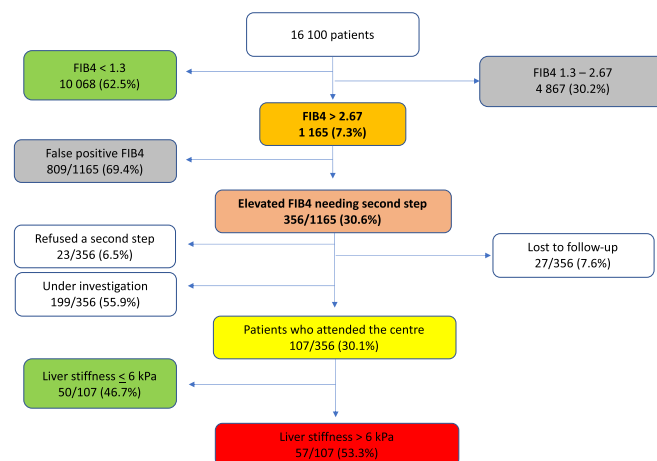 16 100 patients
FIB4 < 1.3
10 068 (62.5%)
FIB4 1.3 – 2.67
4 867 (30.2%)
FIB4 > 2.67
1 165 (7.3%)
False positive FIB4
809/1165 (69.4%)
Elevated FIB4 needing second step
356/1165 (30.6%)
Refused a second step
23/356 (6.5%)
Lost to follow-up
27/356 (7.6%)
Under investigation
199/356 (55.9%)
Patients who attended the centre
107/356 (30.1%)
Liver stiffness ≤ 6 kPa
50/107 (46.7%)
Liver stiffness > 6 kPa
57/107 (53.3%)